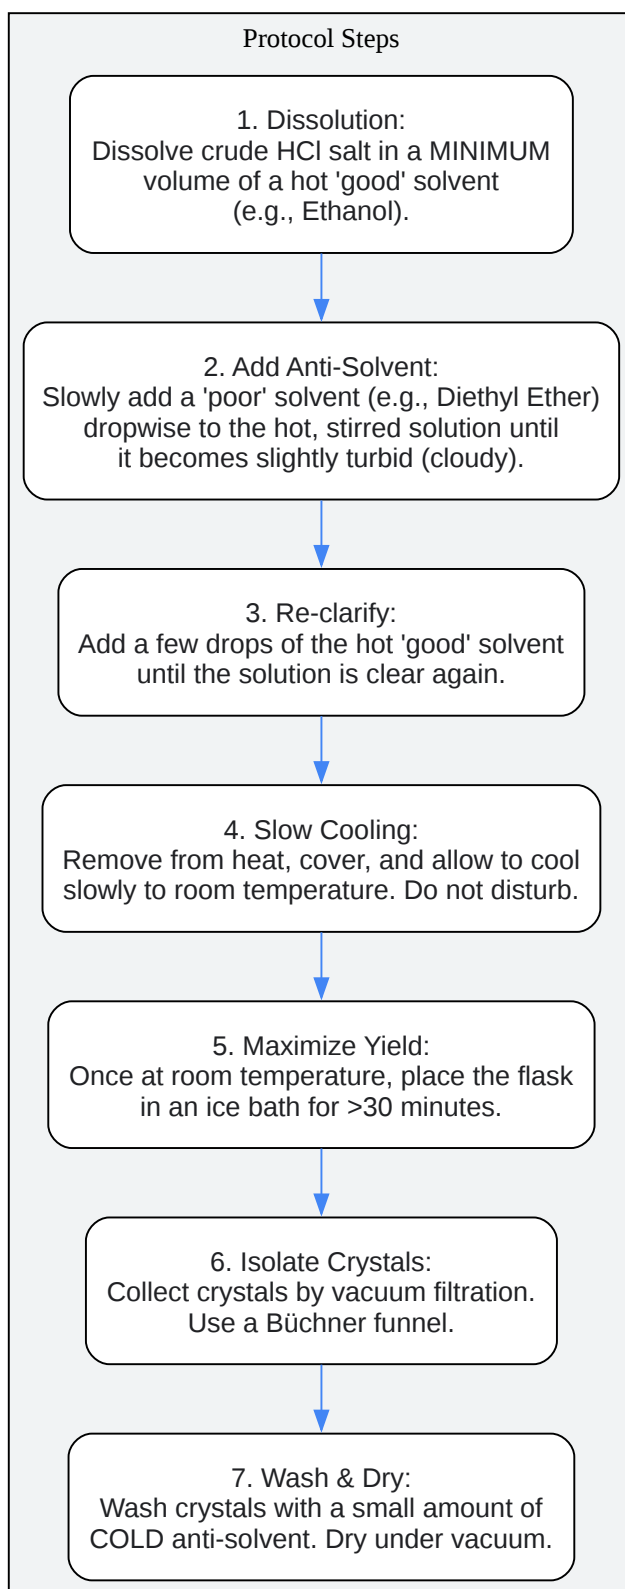 Protocol Steps
1. Dissolution:
Dissolve crude HCl salt in a MINIMUM
volume of a hot 'good' solvent
(e.g., Ethanol).
2. Add Anti-Solvent:
Slowly add a 'poor' solvent (e.g., Diethyl Ether)
dropwise to the hot, stirred solution until
it becomes slightly turbid (cloudy).
3. Re-clarify:
Add a few drops of the hot 'good' solvent
until the solution is clear again.
4. Slow Cooling:
Remove from heat, cover, and allow to cool
slowly to room temperature. Do not disturb.
5. Maximize Yield:
Once at room temperature, place the flask
in an ice bath for >30 minutes.
6. Isolate Crystals:
Collect crystals by vacuum filtration.
Use a Büchner funnel.
7. Wash & Dry:
Wash crystals with a small amount of
COLD anti-solvent. Dry under vacuum.